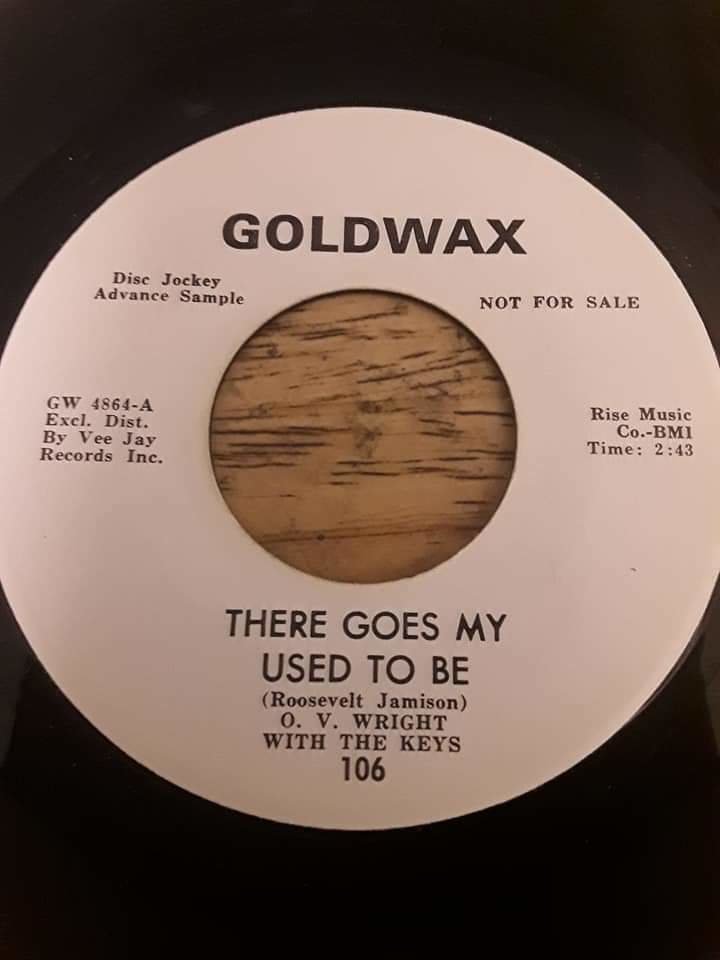 GOLDWAX
Disc Jockey
Advance Sample
NOT FOR SALE
GW 4864-A
Excl. Dist.
By Vee Jay
Records Inc.
Rise Music
Co.-BMI
Time: 2:43
THERE GOES MY
USED TO BE
(Roosevelt Jamison)
O. V. WRIGHT
WITH THE KEYS
106